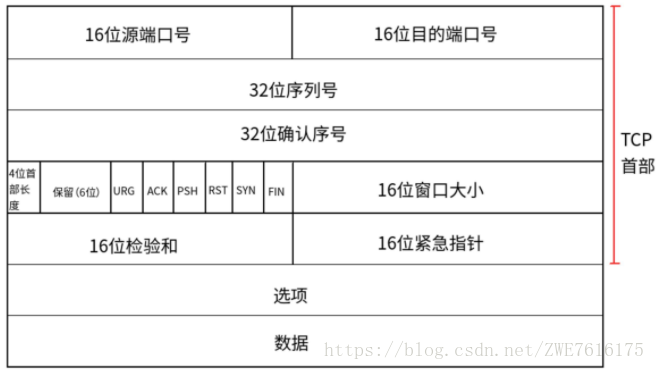 16位源端口号 16位目的端口号
32位序列号
32位确认序号
TCP
首部
4位首
部长
度
保留(6位) URG ACK PSH RST SYN FIN 16位窗口大小
16位检验和 16位紧急指针
选项
数据
https://blog.csdn.net/ZWE7616175